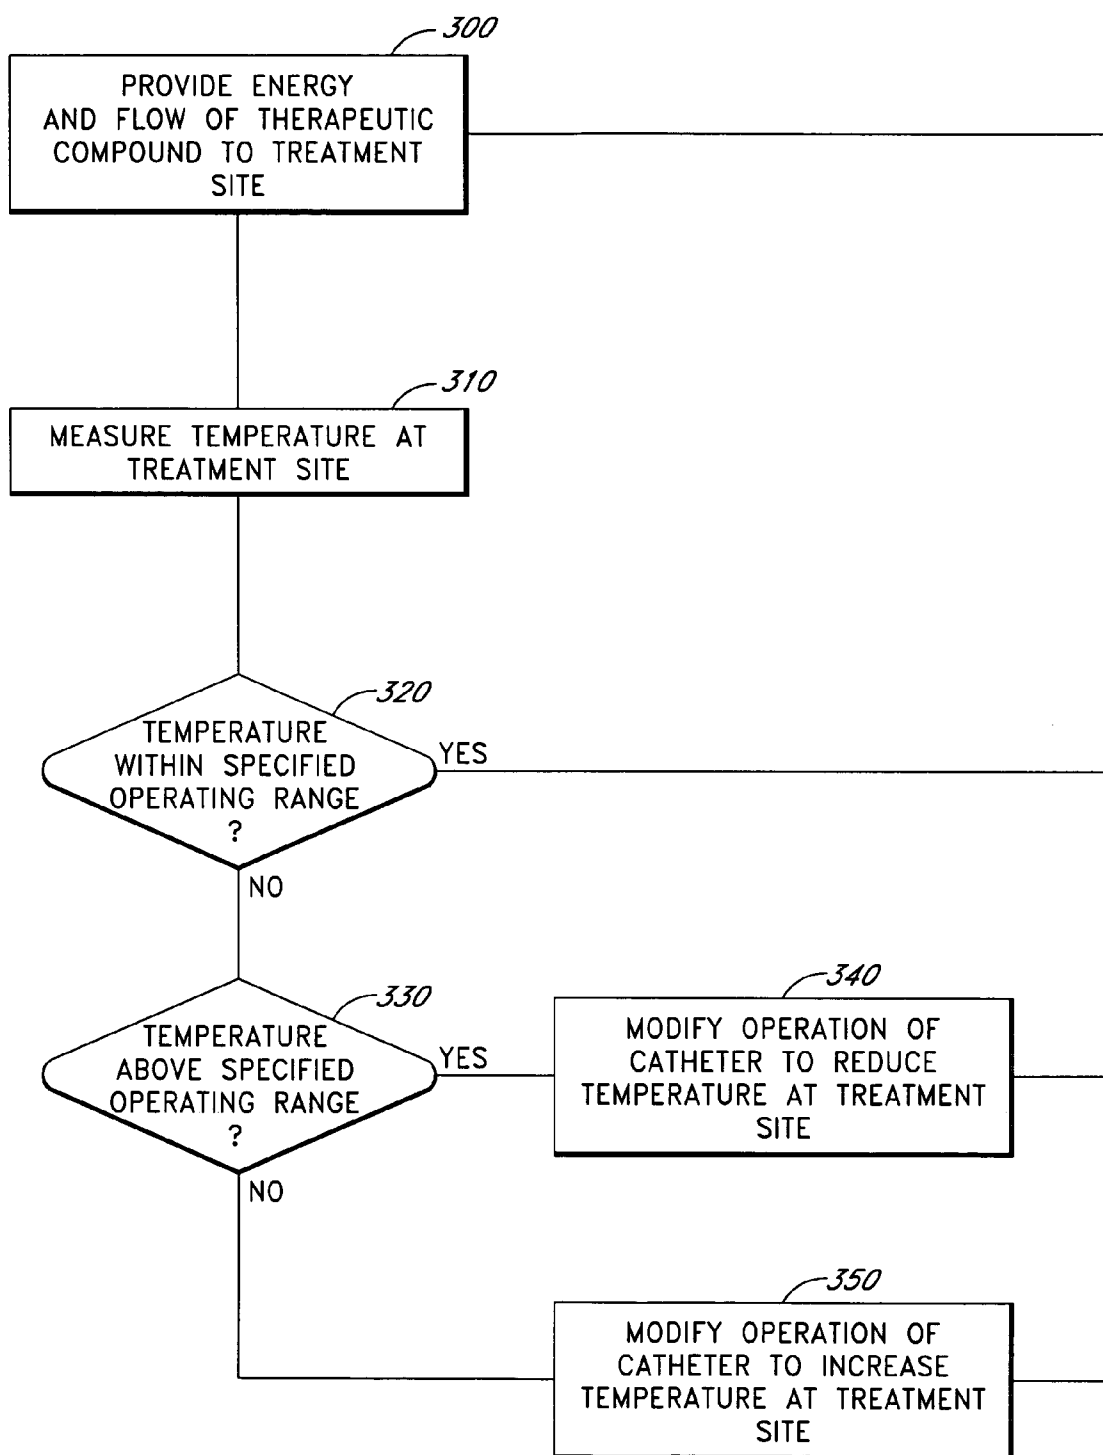 300
PROVIDE ENERGY
AND FLOW OF THERAPEUTIC
COMPOUND TO TREATMENT
SITE
310
MEASURE TEMPERATURE AT
TREATMENT SITE
320
TEMPERATURE
WITHIN SPECIFIED
OPERATING RANGE
?
YES
NO
330
TEMPERATURE
ABOVE SPECIFIED
OPERATING RANGE
?
YES
NO
340
MODIFY OPERATION OF
CATHETER TO REDUCE
TEMPERATURE AT TREATMENT
SITE
350
MODIFY OPERATION OF
CATHETER TO INCREASE
TEMPERATURE AT TREATMENT
SITE